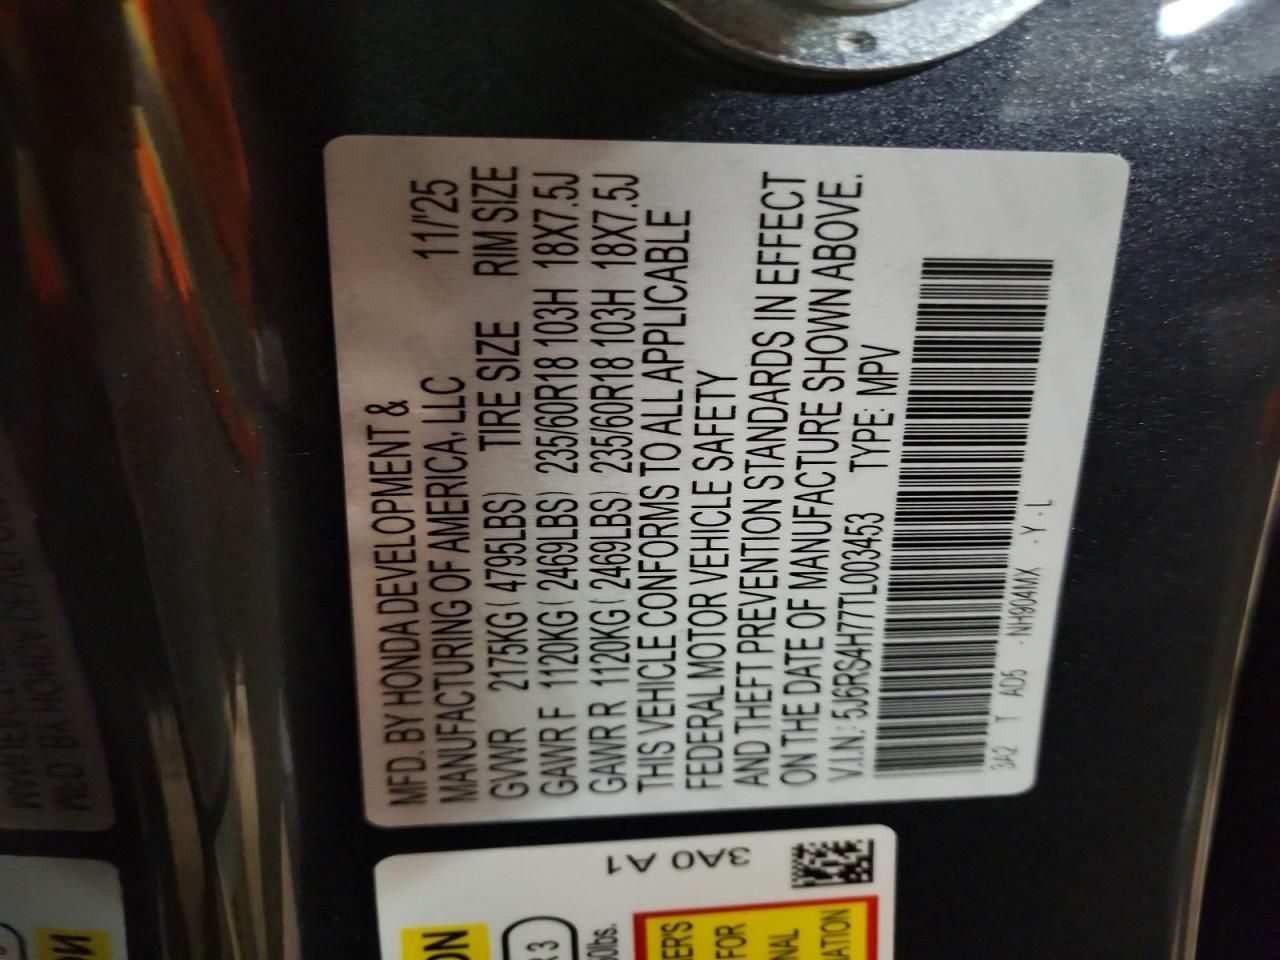 MFD. BY HONDA DEVELOPMENT &
MANUFACTURING OF AMERICA, LLC 11/'25
GVWR 2175KG ( 4795LBS) TIRE SIZE RIM SIZE
GAWR F 1120KG ( 2469LBS) 235/60R18 103H 18X7.5J
GAWR R 1120KG ( 2469LBS) 235/60R18 103H 18X7.5J
THIS VEHICLE CONFORMS TO ALL APPLICABLE
FEDERAL MOTOR VEHICLE SAFETY
AND THEFT PREVENTION STANDARDS IN EFFECT
ON THE DATE OF MANUFACTURE SHOWN ABOVE.
V.I.N.: 5J6RS4H77TL003453 TYPE: MPV
3A2 T AD5 · NH904MX · Y · L
3A0 A1